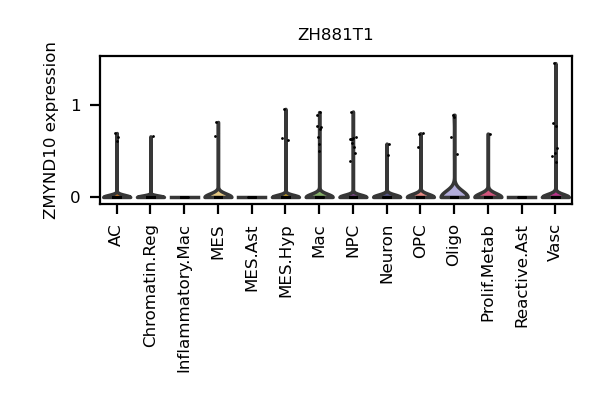 ZH881T1
ZMYND10 expression
1
0
AC
Chromatin.Reg
Inflammatory.Mac
MES
MES.Ast
MES.Hyp
Mac
NPC
Neuron
OPC
Oligo
Prolif.Metab
Reactive.Ast
Vasc